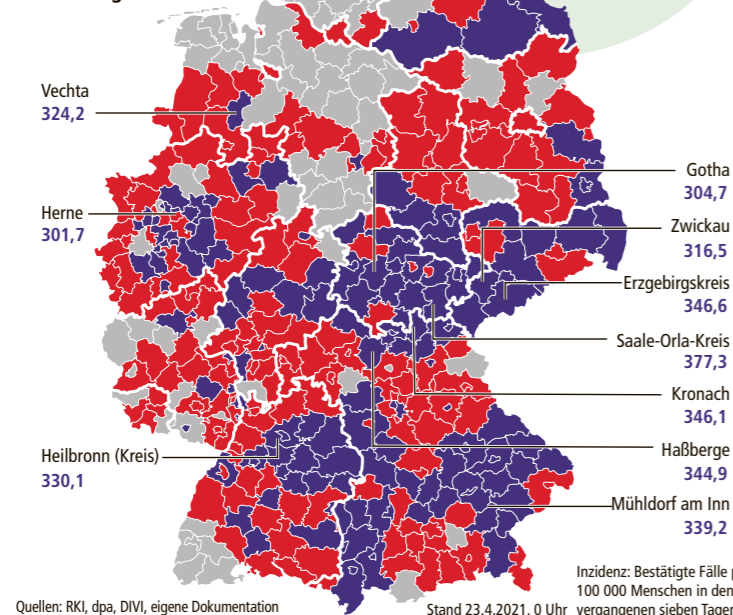 Vechta
324,2
Herne
301,7
Heilbronn (Kreis)
330,1
Gotha
304,7
Zwickau
316,5
Erzgebirgskreis
346,6
Saale-Orla-Kreis
377,3
Kronach
346,1
Haßberge
344,9
Mühldorf am Inn
339,2
Quellen: RKI, dpa, DIVI, eigene Dokumentation
Stand 23.4.2021, 0 Uhr
Inzidenz: Bestätigte Fälle p
100 000 Menschen in den
vergangenen sieben Tagen